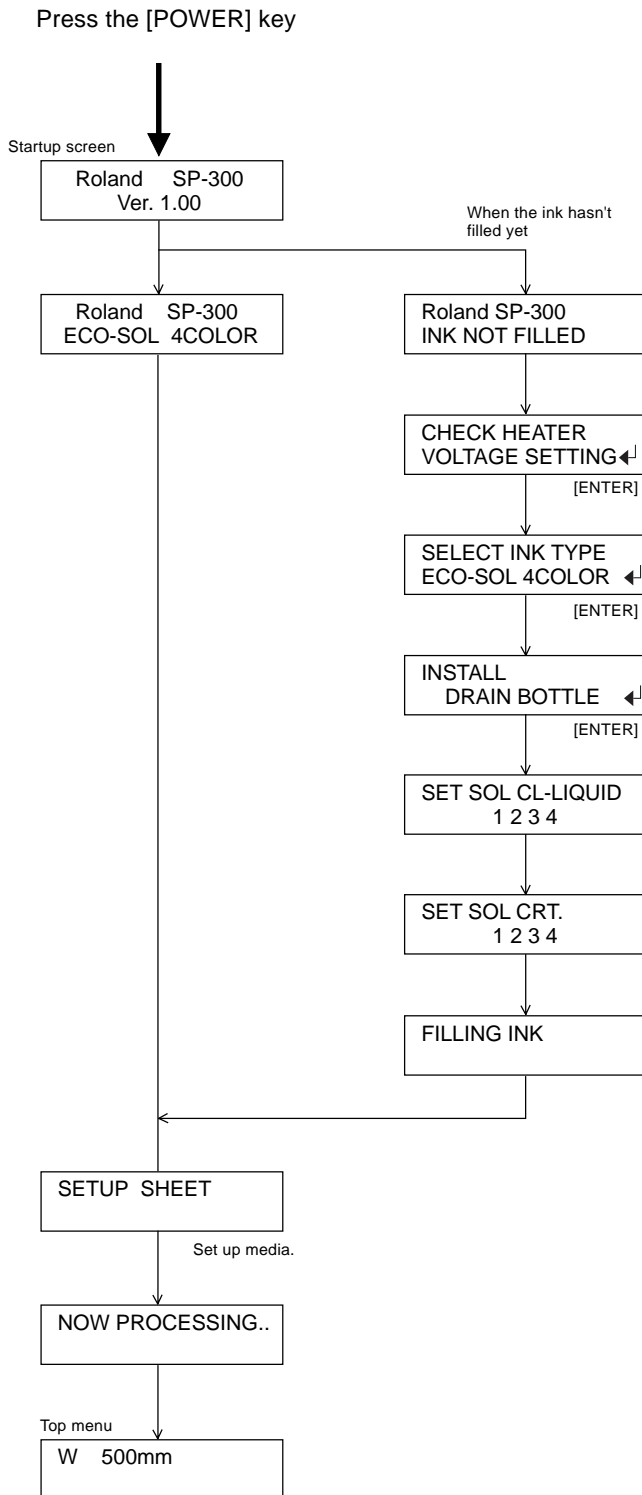 Press the [POWER] key
Startup screen
Roland SP-300
Ver. 1.00
When the ink hasn't
filled yet
Roland SP-300
ECO-SOL 4COLOR
Roland SP-300
INK NOT FILLED
CHECK HEATER
VOLTAGE SETTING
[ENTER]
SELECT INK TYPE
ECO-SOL 4COLOR
[ENTER]
INSTALL
DRAIN BOTTLE
[ENTER]
SET SOL CL-LIQUID
1 2 3 4
SET SOL CRT.
1 2 3 4
FILLING INK
SETUP SHEET
Set up media.
NOW PROCESSING..
Top menu
W 500mm